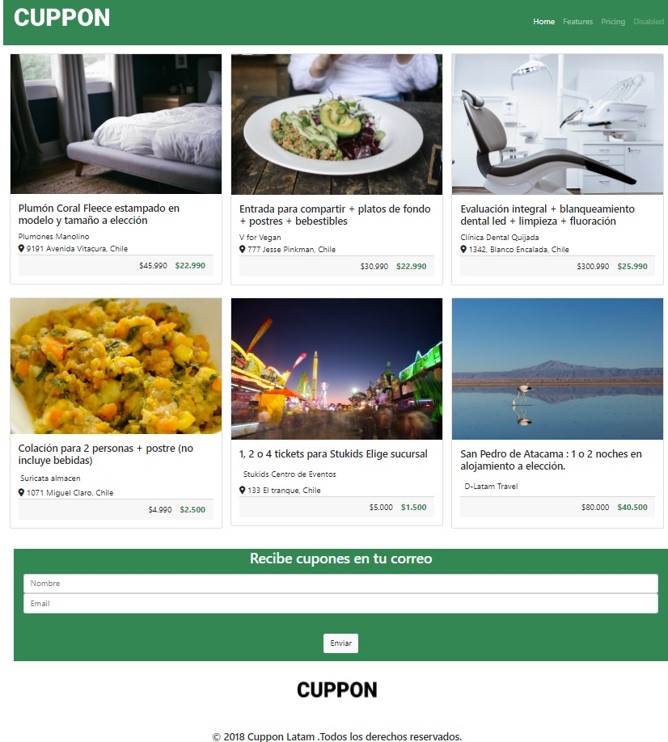 CUPPON
Home Features Pricing Disabled
Plumón Coral Fleece estampado en
modelo y tamaño a elección
Plumones Manolino
9191 Avenida Vitacura, Chile
$45.990 $22.990
Entrada para compartir + platos de fondo
+ postres + bebestibles
V for Vegan
777 Jesse Pinkman, Chile
$30.990 $22.990
Evaluación integral + blanqueamiento
dental led + limpieza + fluoración
Clínica Dental Quijada
1342, Blanco Encalada, Chile
$300.990 $25.990
Colación para 2 personas + postre (no
incluye bebidas)
Suricata almacen
1071 Miguel Claro, Chile
$4.990 $2.500
1, 2 o 4 tickets para Stukids Elige sucursal
Stukids Centro de Eventos
133 El tranque, Chile
$5.000 $1.500
San Pedro de Atacama : 1 o 2 noches en
alojamiento a elección.
D-Latam Travel
$80.000 $40.500
Recibe cupones en tu correo
Nombre
Email
Enviar
CUPPON
© 2018 Cuppon Latam .Todos los derechos reservados.